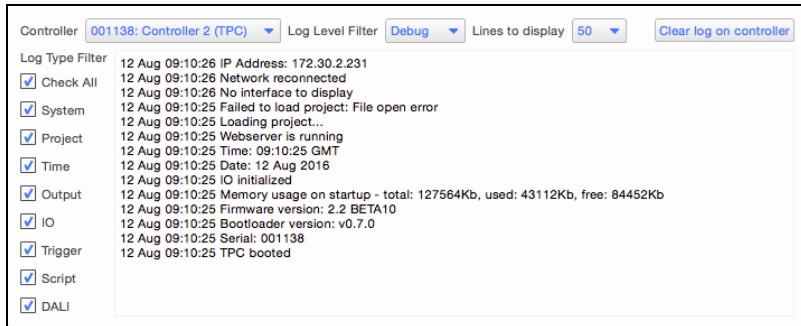 Controller 001138: Controller 2 (TPC) Log Level Filter Debug Lines to display 50 Clear log on controller
Log Type Filter
Check All
System
Project
Time
Output
IO
Trigger
Script
DALI
12 Aug 09:10:26 IP Address: 172.30.2.231
12 Aug 09:10:26 Network reconnected
12 Aug 09:10:26 No interface to display
12 Aug 09:10:25 Failed to load project: File open error
12 Aug 09:10:25 Loading project...
12 Aug 09:10:25 Webserver is running
12 Aug 09:10:25 Time: 09:10:25 GMT
12 Aug 09:10:25 Date: 12 Aug 2016
12 Aug 09:10:25 IO initialized
12 Aug 09:10:25 Memory usage on startup - total: 127564Kb, used: 43112Kb, free: 84452Kb
12 Aug 09:10:25 Firmware version: 2.2 BETA10
12 Aug 09:10:25 Bootloader version: v0.7.0
12 Aug 09:10:25 Serial: 001138
12 Aug 09:10:25 TPC booted